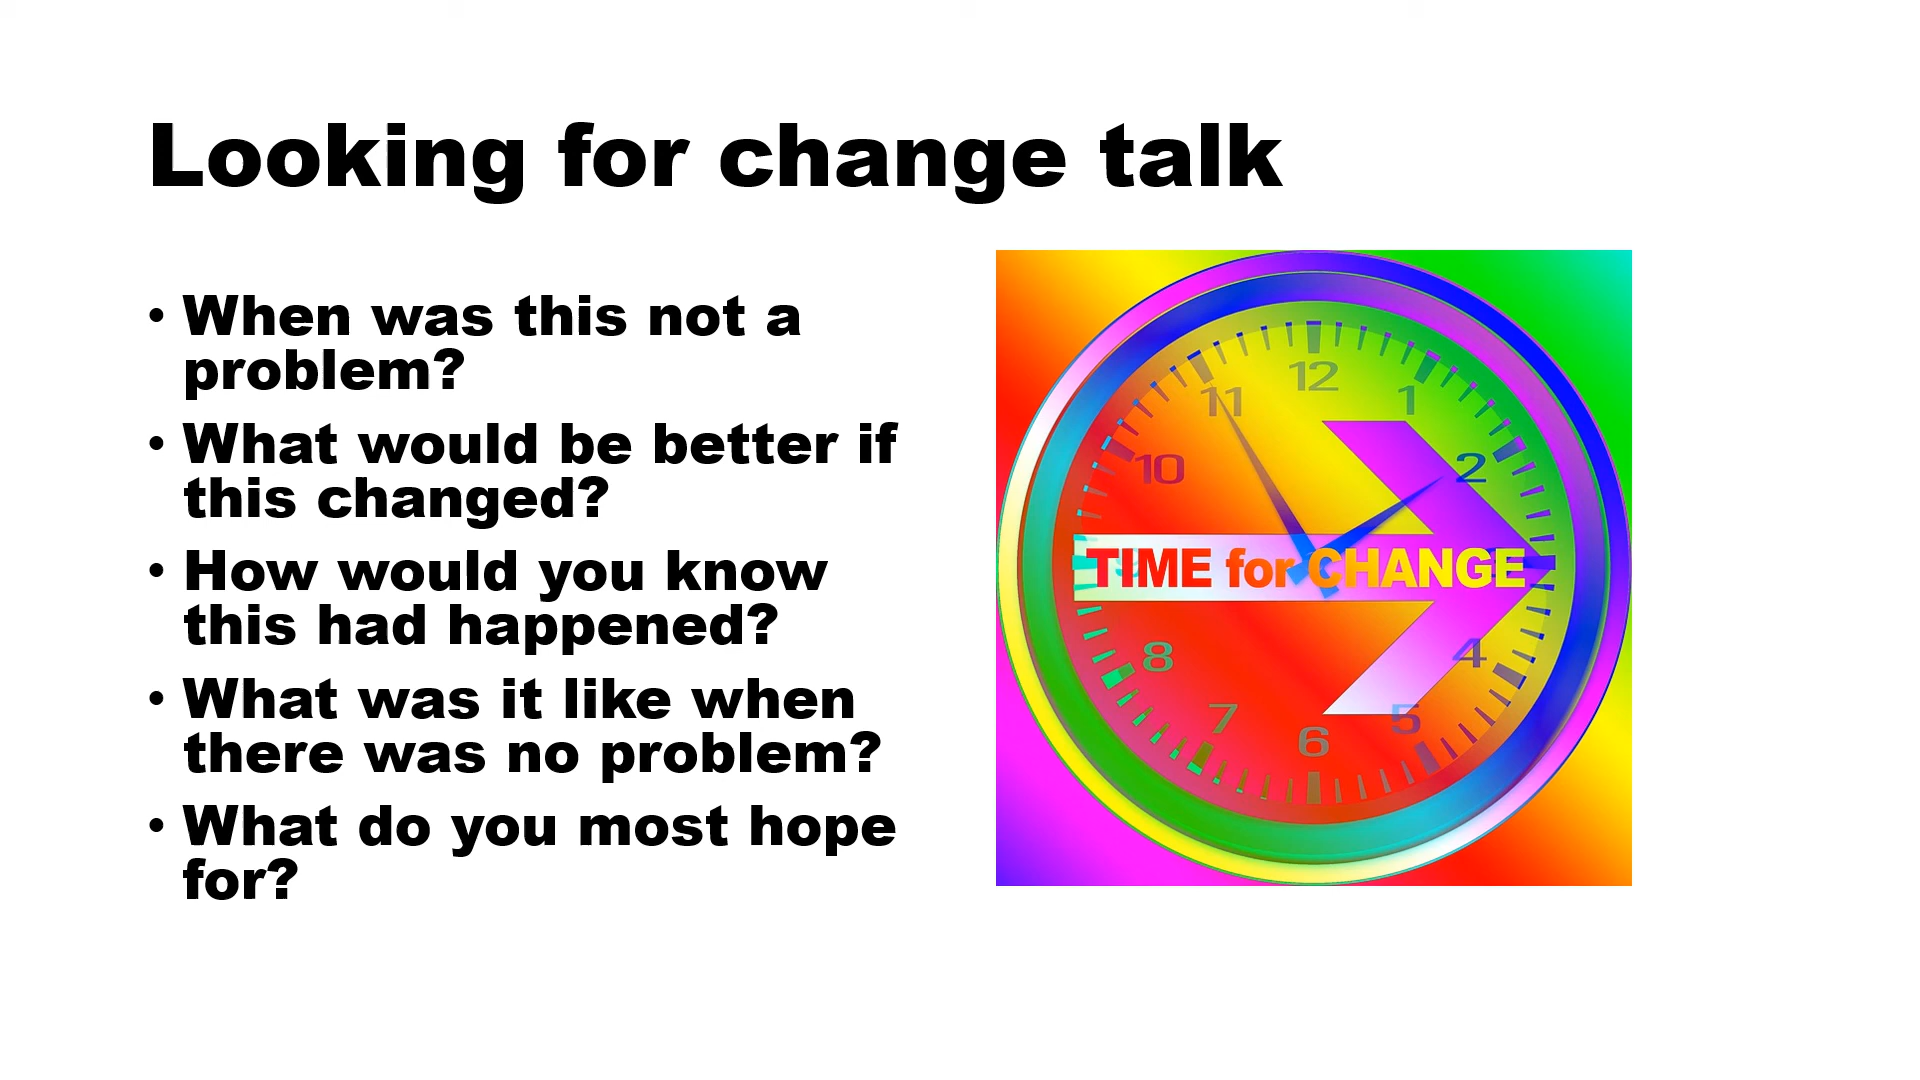 Looking for change talk
• When was this not a
problem?
• What would be better if
this changed?
• How would you know
this had happened?
• What was it like when
there was no problem?
• What do you most hope
for?
12
11
1
10
2
TIME for CHANGE
8
4
7
5
6